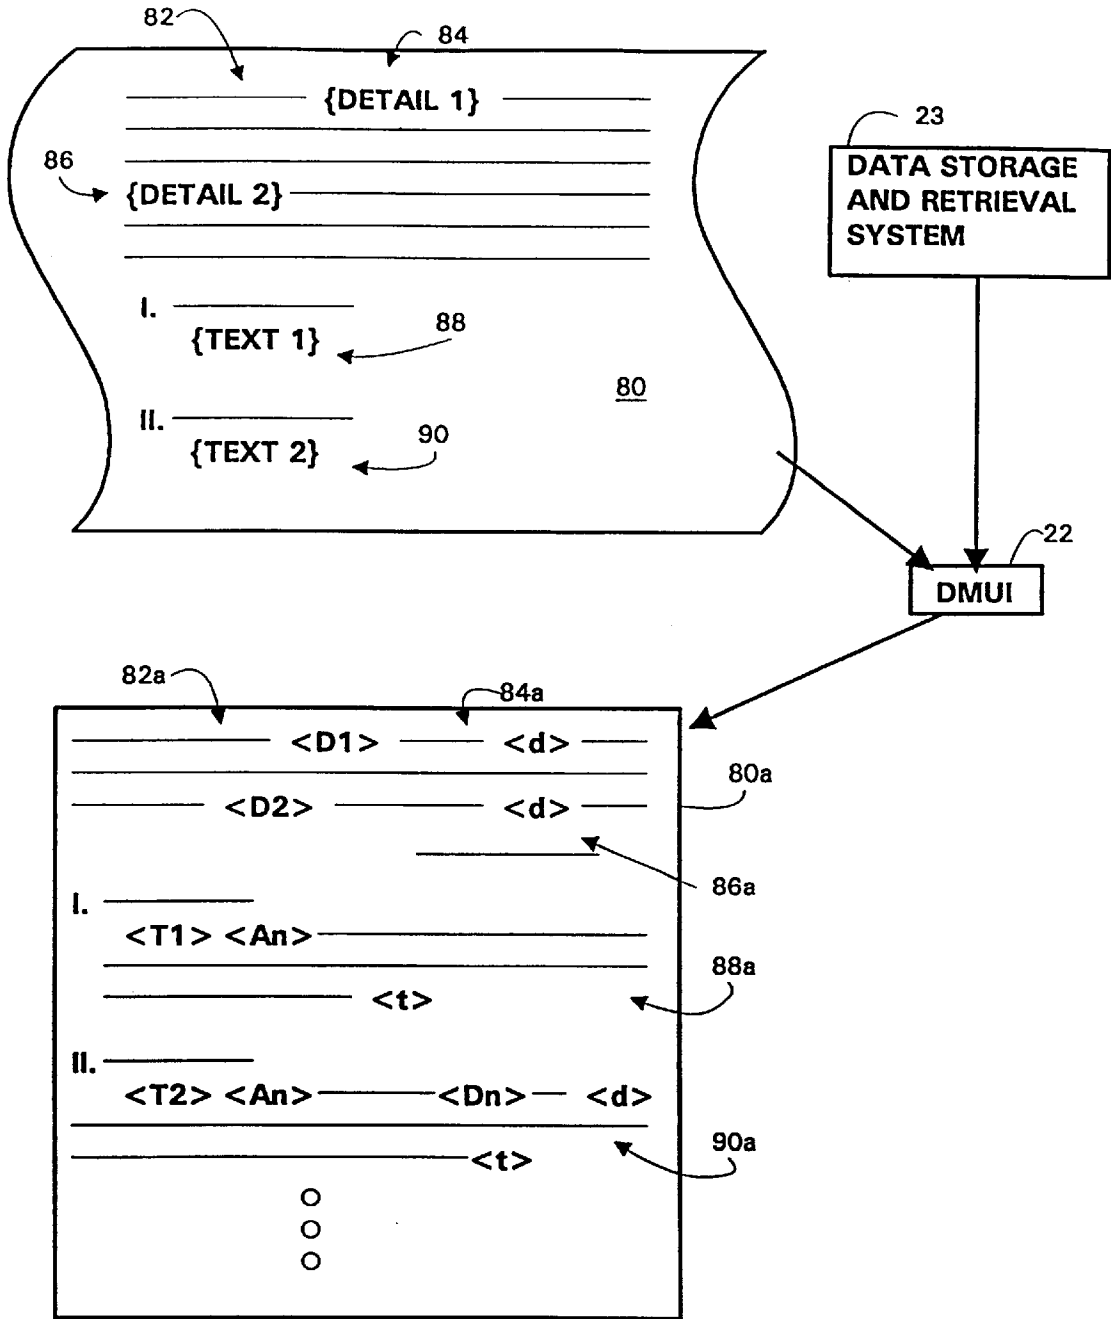 82
84
{DETAIL 1}
86
{DETAIL 2}
I.
{TEXT 1}
88
80
II.
{TEXT 2}
90
23
DATA STORAGE
AND RETRIEVAL
SYSTEM
22
DMUI
82a
84a
<D1> <d>
80a
<D2> <d>
86a
I.
<T1> <An>
88a
<t>
II.
<T2> <An> <Dn> <d>
90a
<t>